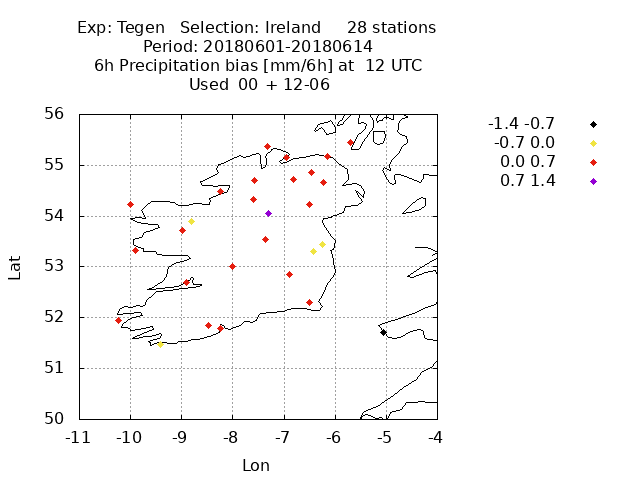 Exp: Tegen Selection: Ireland 28 stations
Period: 20180601-20180614
6h Precipitation bias [mm/6h] at 12 UTC
Used 00 + 12-06
-1.4 -0.7
-0.7 0.0
0.0 0.7
0.7 1.4
56
55
54
53
52
51
50
Lat
-11 -10 -9 -8 -7 -6 -5 -4
Lon